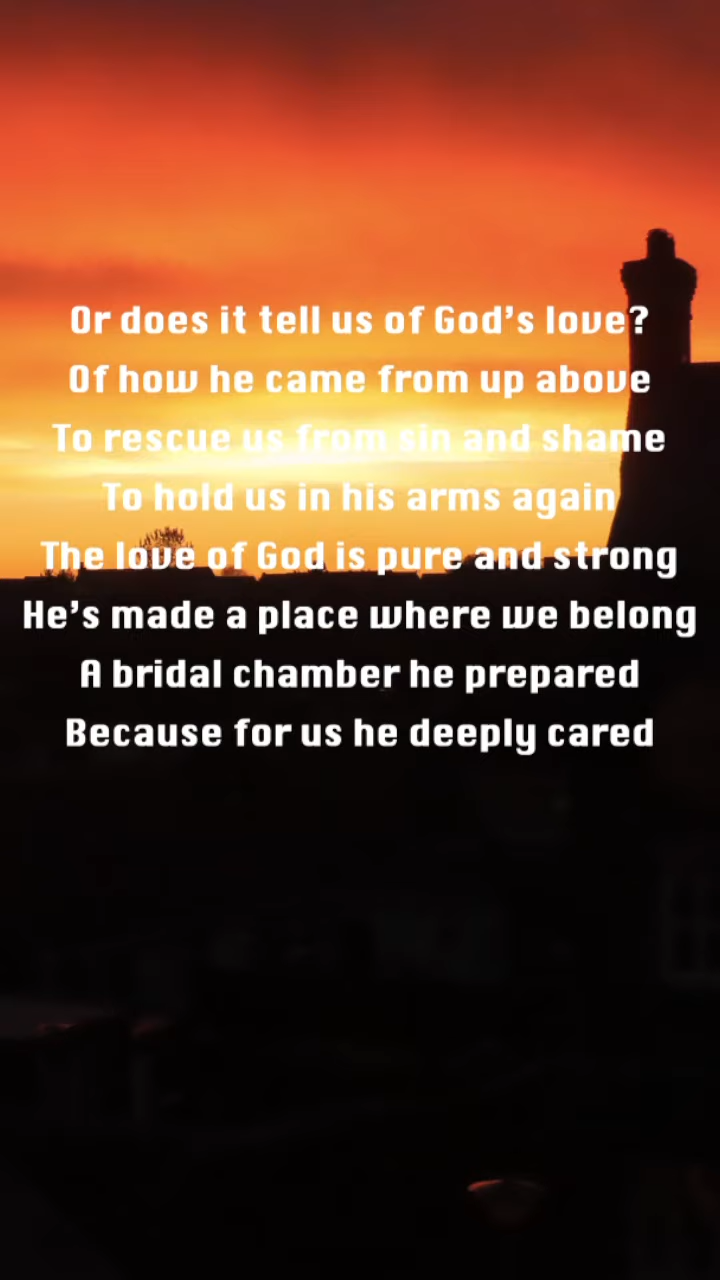 Or does it tell us of God's love?
Of how he came from up above
To rescue us from sin and shame
To hold us in his arms again
The love of God is pure and strong
He's made a place where we belong
A bridal chamber he prepared
Because for us he deeply cared